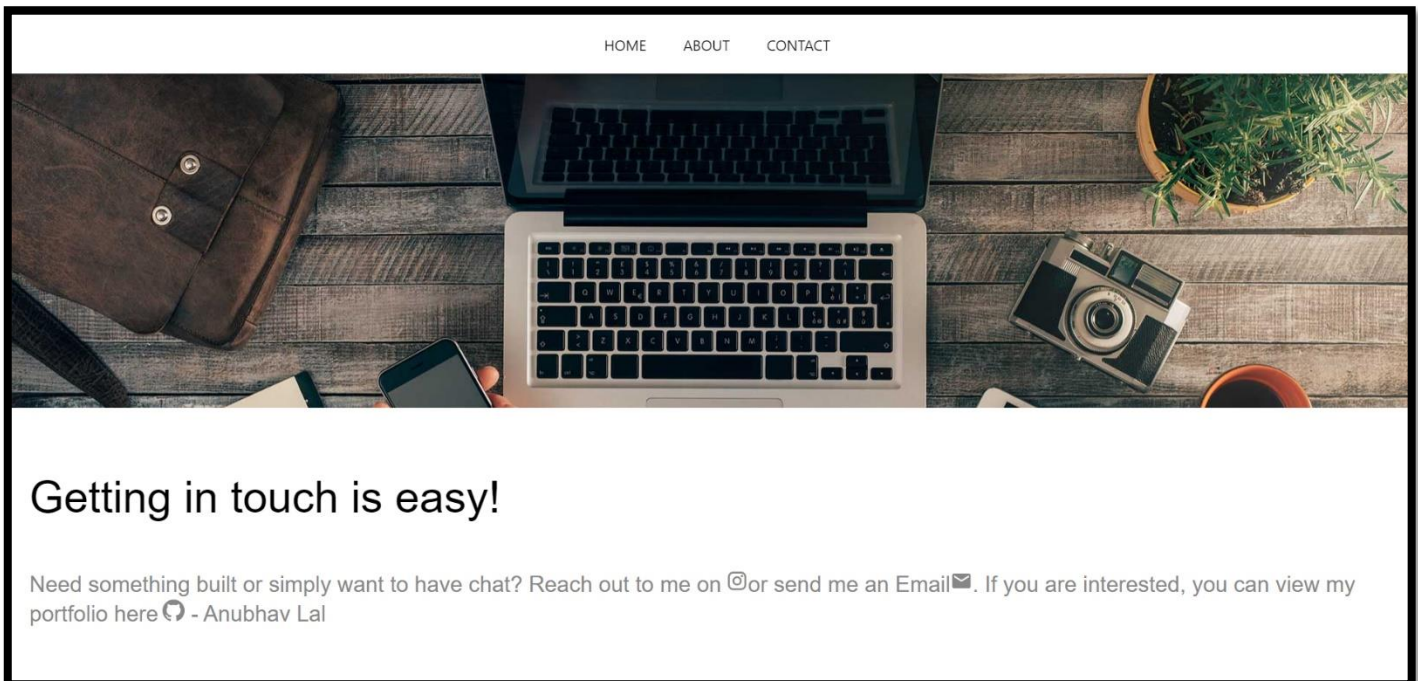 HOME ABOUT CONTACT
Getting in touch is easy!
Need something built or simply want to have chat? Reach out to me on or send me an Email. If you are interested, you can view my
portfolio here - Anubhav Lal